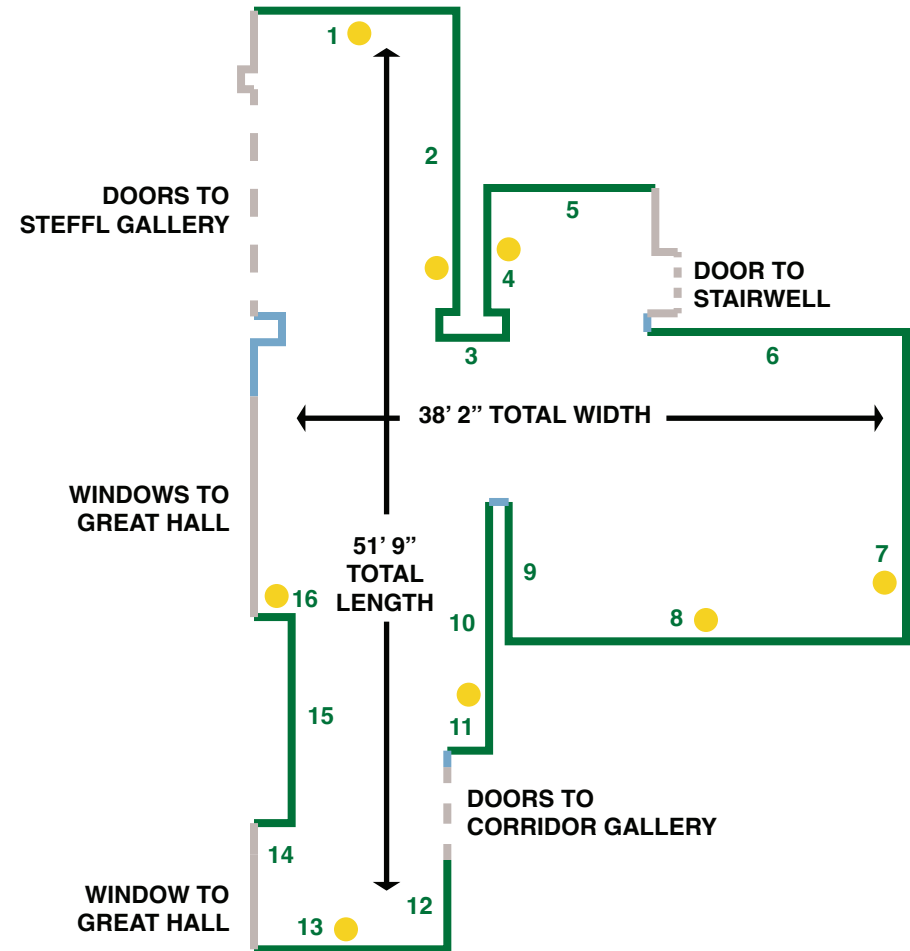 1
2
DOORS TO
STEFFL GALLERY
5
4
DOOR TO
STAIRWELL
3
6
38’ 2” TOTAL WIDTH
WINDOWS TO
GREAT HALL
51’ 9”
TOTAL
LENGTH
7
9
16
10
8
15
11
DOORS TO
CORRIDOR GALLERY
14
WINDOW TO
GREAT HALL
12
13